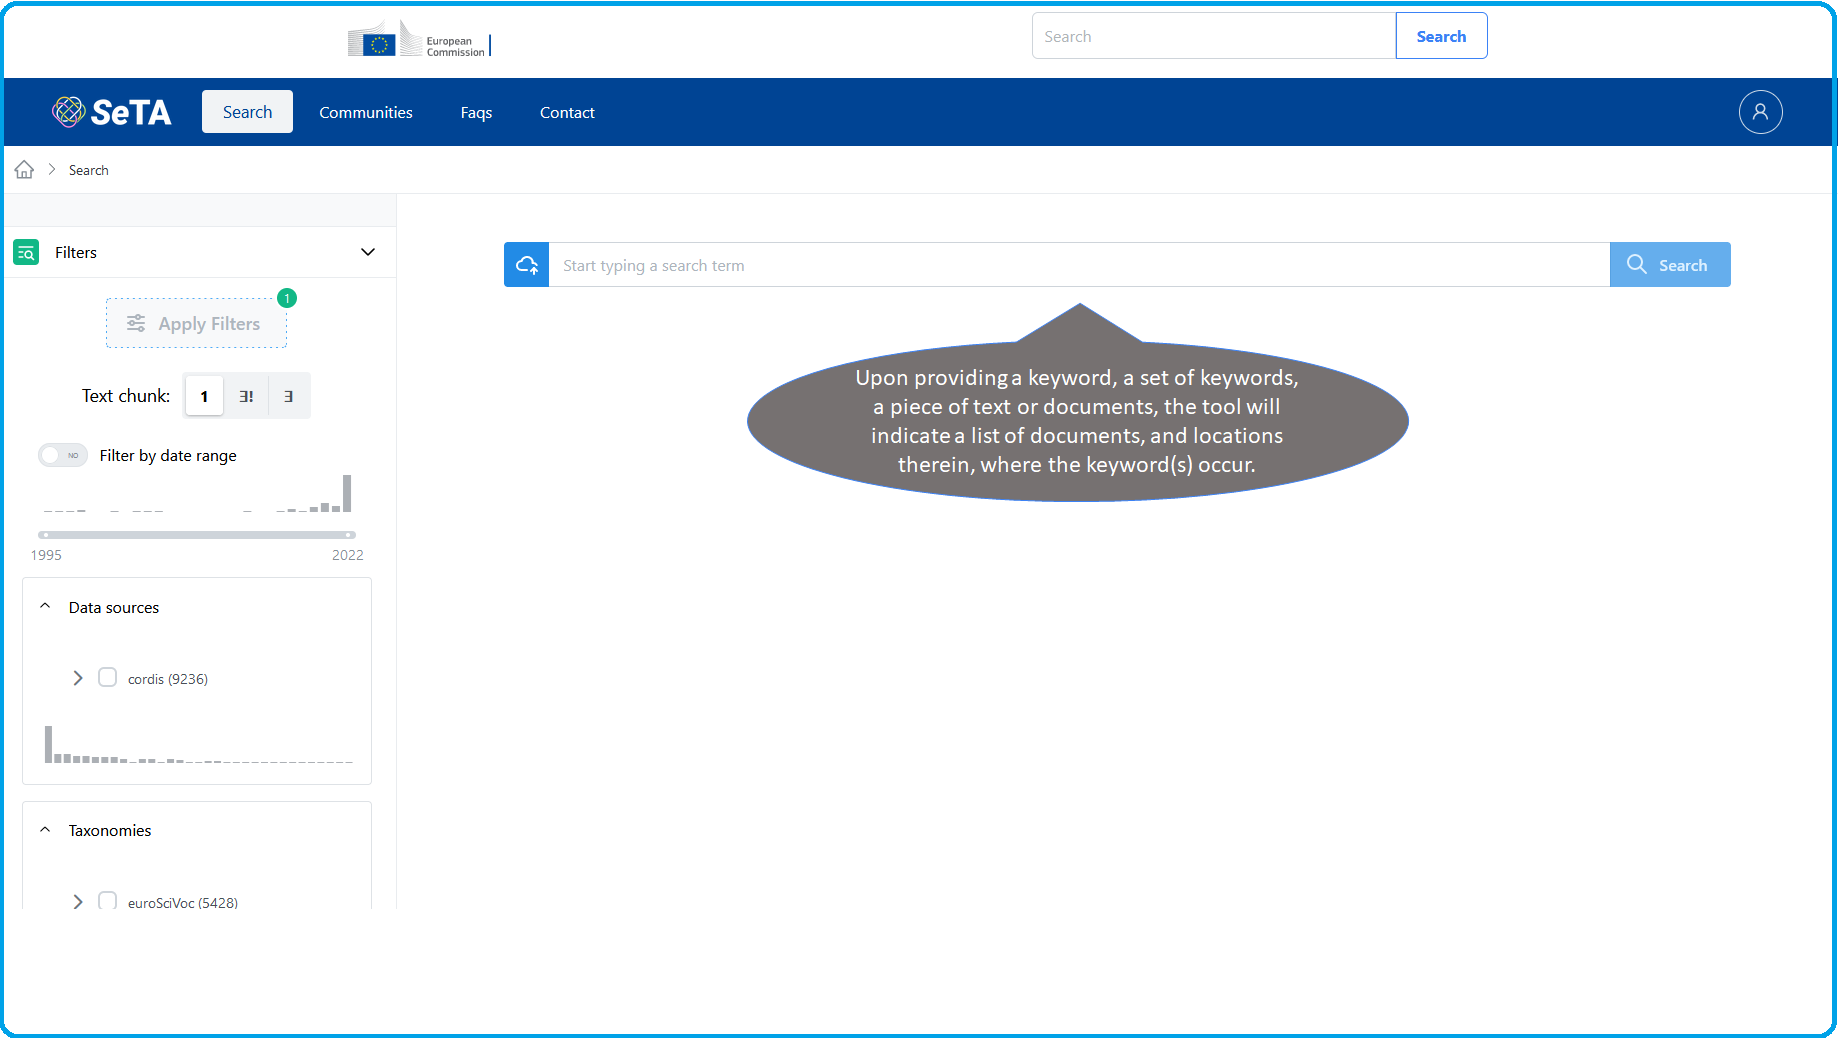 European
Commission
Search
Search
SeTA
Search
Communities
Faqs
Contact
Search
Filters
Start typing a search term
Search
1
Apply Filters
Text chunk:
1
∃!
∃
Upon providing a keyword, a set of keywords,
a piece of text or documents, the tool will
indicate a list of documents, and locations
therein, where the keyword(s) occur.
NO
Filter by date range
1995
2022
Data sources
cordis (9236)
Taxonomies
euroSciVoc (5428)